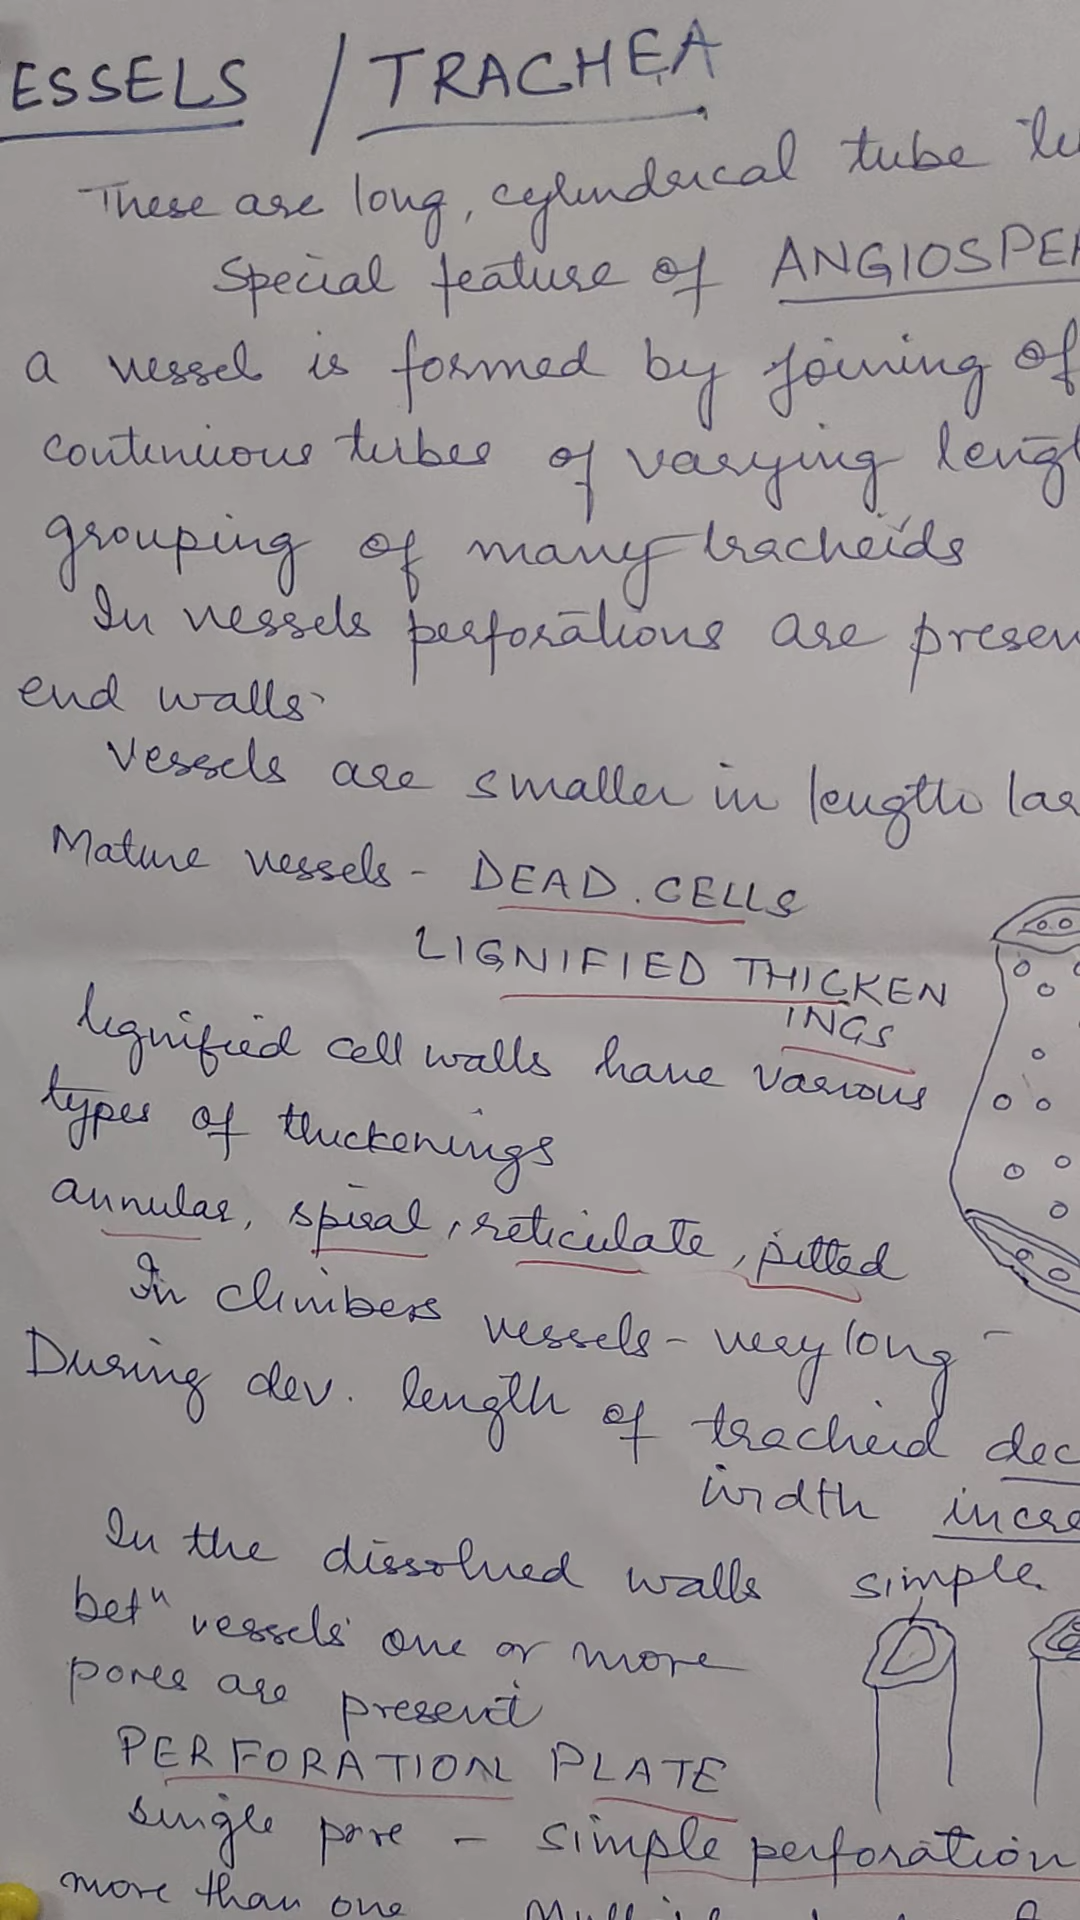 ESSELS / TRACHEA
These are long, cylindrical tube
Special feature of ANGIOSPE
a vessel is formed by joining of
continuous tubes of varying leng
grouping of many tracheids
In vessels perforations are presen
end walls
Vessels are smaller in length la
Mature vessels - DEAD CELLS
LIGNIFIED THICKEN
INGS
lignified cell walls have various
types of thickenings
annular, spiral, reticulate, pitted
In climbers vessels - very long -
During dev. length of tracheid dec
width incre
In the dissolved walls simple
betⁿ vessels one or more
pores are present
PERFORATION PLATE
single pore - simple perforation
more than one -